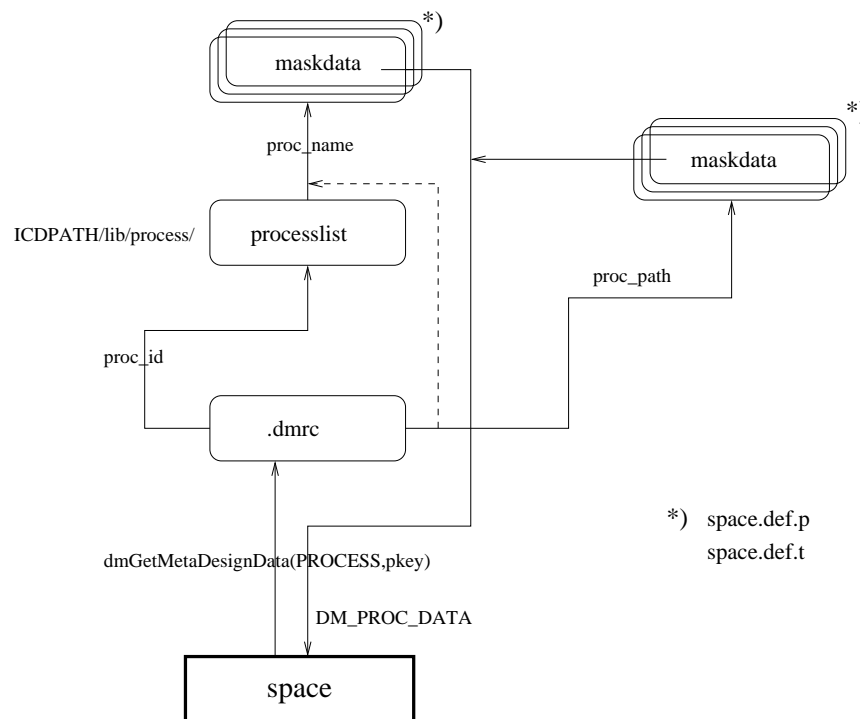 *)
maskdata
*)
proc_name
maskdata
ICDPATH/lib/process/
processlist
proc_path
proc_id
.dmrc
*) space.def.p
space.def.t
dmGetMetaDesignData(PROCESS,pkey)
DM_PROC_DATA
space